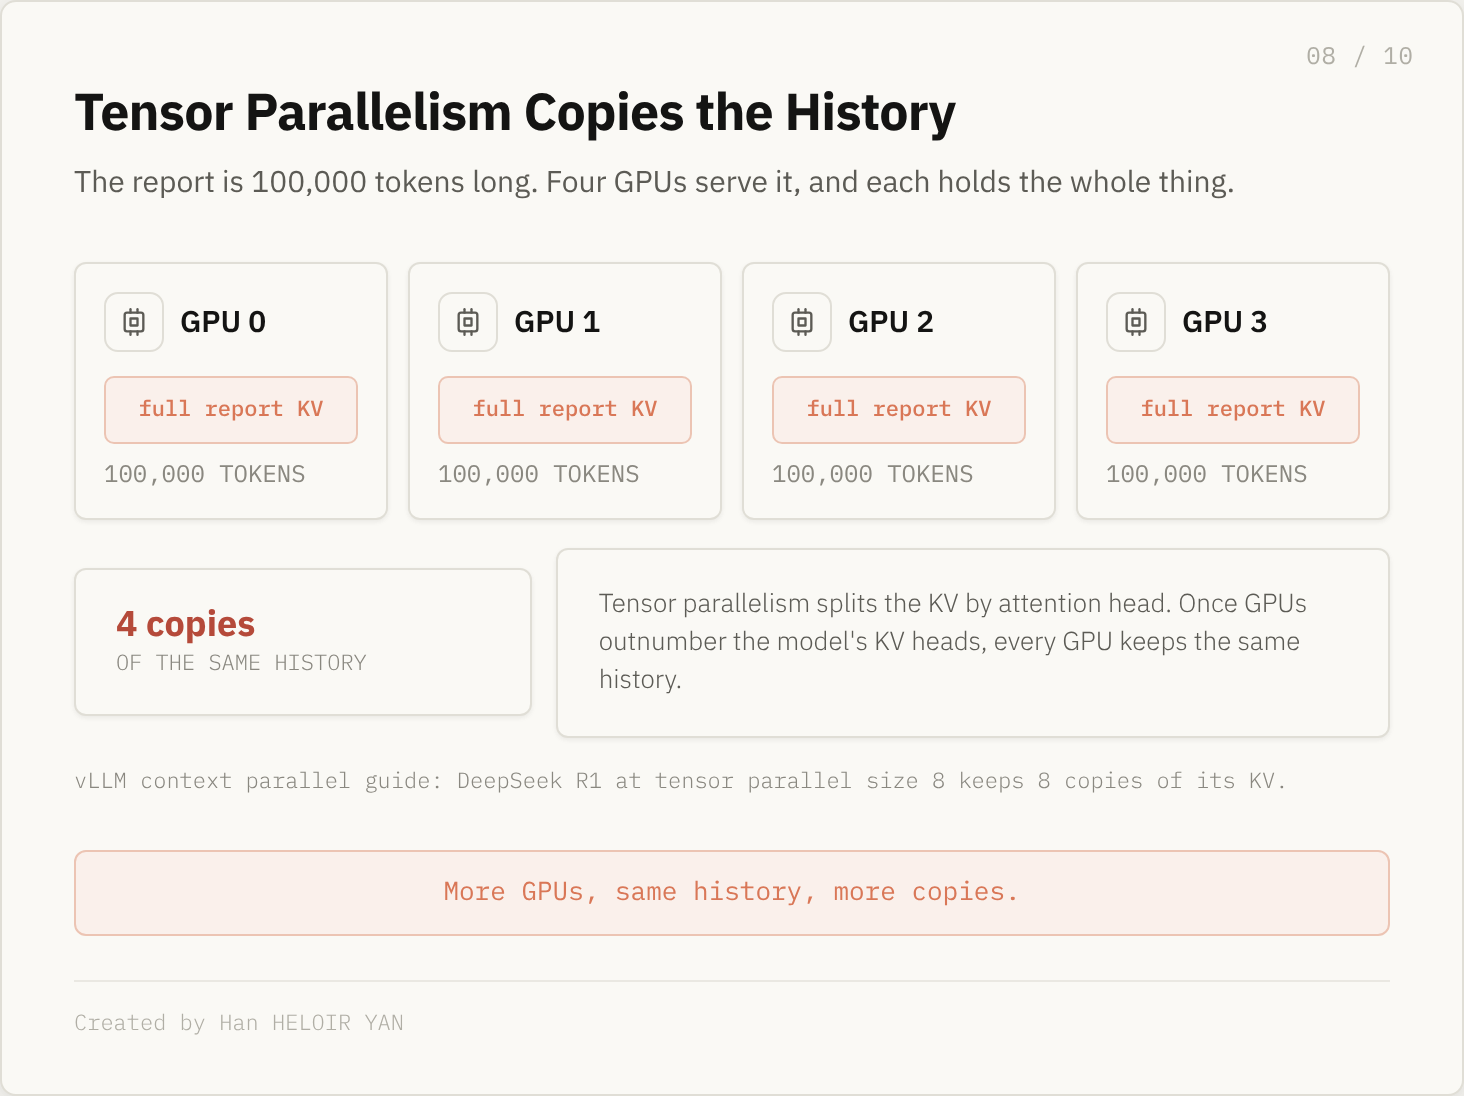 08 / 10
Tensor Parallelism Copies the History
The report is 100,000 tokens long. Four GPUs serve it, and each holds the whole thing.
GPU 0
full report KV
100,000 TOKENS
GPU 1
full report KV
100,000 TOKENS
GPU 2
full report KV
100,000 TOKENS
GPU 3
full report KV
100,000 TOKENS
4 copies
OF THE SAME HISTORY
Tensor parallelism splits the KV by attention head. Once GPUs
outnumber the model's KV heads, every GPU keeps the same
history.
vLLM context parallel guide: DeepSeek R1 at tensor parallel size 8 keeps 8 copies of its KV.
More GPUs, same history, more copies.
Created by Han HELOIR YAN